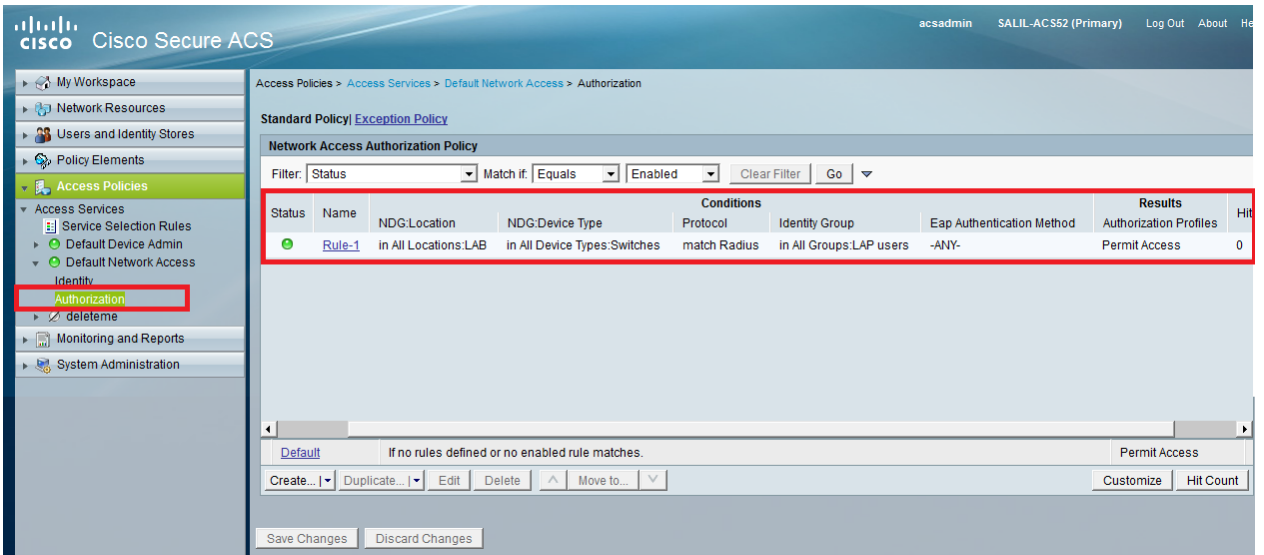 cisco Cisco Secure ACS
acsadmin SALIL-ACS52 (Primary) Log Out About He
My Workspace
Network Resources
Users and Identity Stores
Policy Elements
Access Policies
Access Services
Service Selection Rules
Default Device Admin
Default Network Access
Identity
Authorization
deleteme
Monitoring and Reports
System Administration
Access Policies > Access Services > Default Network Access > Authorization
Standard Policy| Exception Policy
Network Access Authorization Policy
Filter: Status Match if: Equals Enabled Clear Filter Go
Conditions Results
Status Name NDG:Location NDG:Device Type Protocol Identity Group Eap Authentication Method Authorization Profiles Hit
Rule-1 in All Locations:LAB in All Device Types:Switches match Radius in All Groups:LAP users -ANY- Permit Access 0
Default If no rules defined or no enabled rule matches. Permit Access
Create... | Duplicate... | Edit Delete Move to... Customize Hit Count
Save Changes Discard Changes